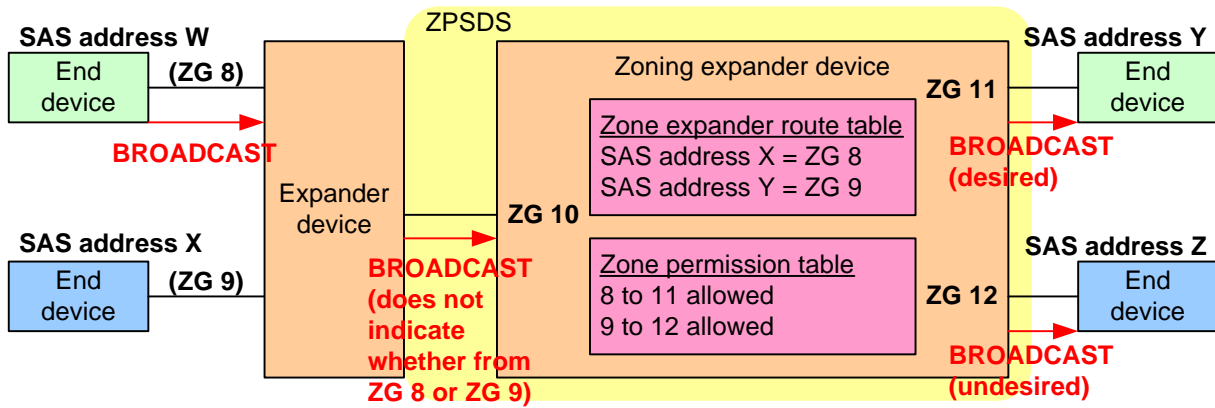 ZPSDS
SAS address W
End
device
(ZG 8)
BROADCAST
SAS address X
End
device
(ZG 9)
Expander
device
BROADCAST
(does not
indicate
whether from
ZG 8 or ZG 9)
Zoning expander device
ZG 10
Zone expander route table
SAS address X = ZG 8
SAS address Y = ZG 9
Zone permission table
8 to 11 allowed
9 to 12 allowed
ZG 11
ZG 12
SAS address Y
End
device
BROADCAST
(desired)
SAS address Z
End
device
BROADCAST
(undesired)